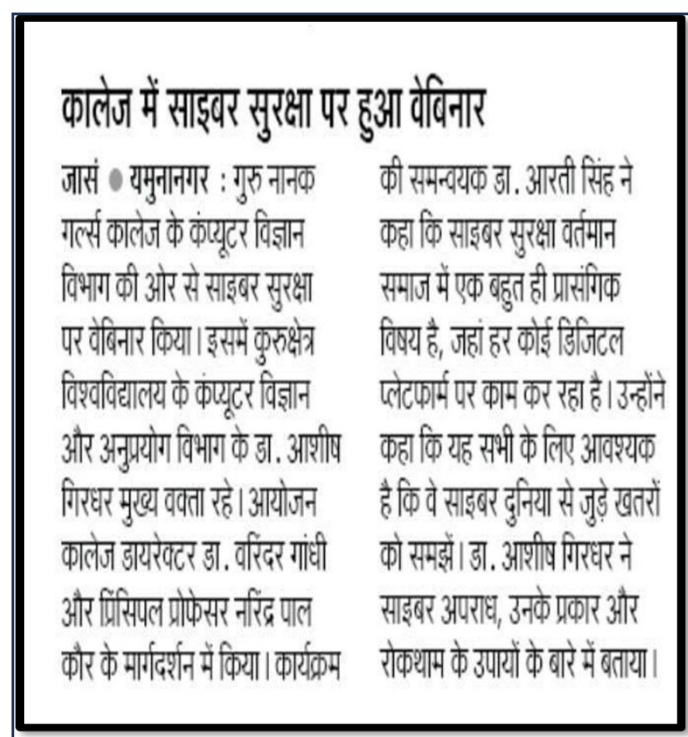 कालेज में साइबर सुरक्षा पर हुआ वेबिनार
जासं ● यमुनानगर : गुरु नानक
गर्ल्स कालेज के कंप्यूटर विज्ञान
विभाग की ओर से साइबर सुरक्षा
पर वेबिनार किया। इसमें कुरुक्षेत्र
विश्वविद्यालय के कंप्यूटर विज्ञान
और अनुप्रयोग विभाग के डा. आशीष
गिरधर मुख्य वक्ता रहे। आयोजन
कालेज डायरेक्टर डा. वरिंदर गांधी
और प्रिंसिपल प्रोफेसर नरिंद्र पाल
कौर के मार्गदर्शन में किया। कार्यक्रम
की समन्वयक डा. आरती सिंह ने
कहा कि साइबर सुरक्षा वर्तमान
समाज में एक बहुत ही प्रासंगिक
विषय है, जहां हर कोई डिजिटल
प्लेटफार्म पर काम कर रहा है। उन्होंने
कहा कि यह सभी के लिए आवश्यक
है कि वे साइबर दुनिया से जुड़े खतरों
को समझें। डा. आशीष गिरधर ने
साइबर अपराध, उनके प्रकार और
रोकथाम के उपायों के बारे में बताया।